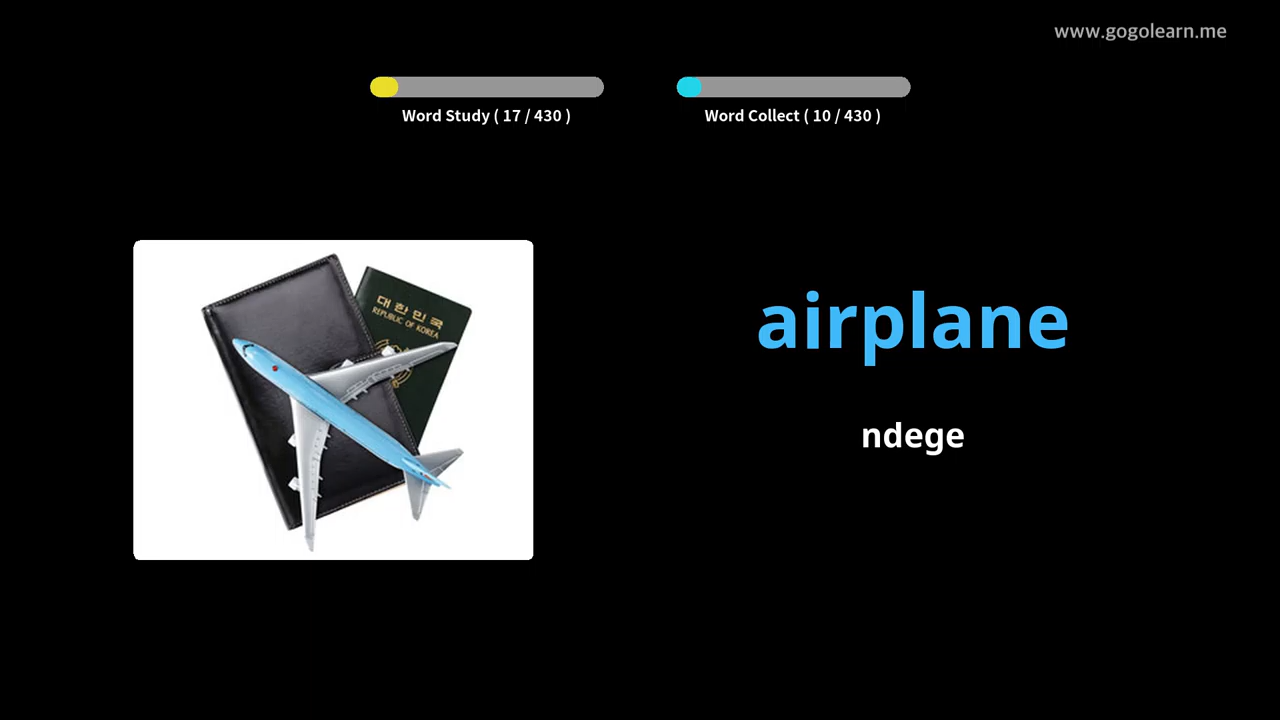 www.gogolearn.me
Word Study ( 17 / 430 )
Word Collect ( 10 / 430 )
대한민국
REPUBLIC OF KOREA
airplane
ndege